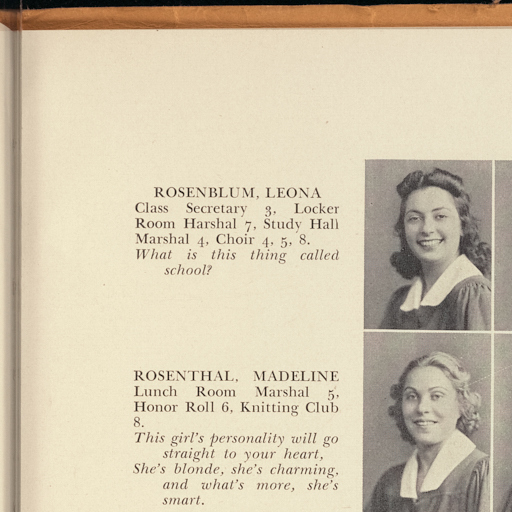 ROSENBLUM, LEONA
Class Secretary 3, Locker
Room Harshal 7, Study Hall
Marshal 4, Choir 4, 5, 8.
What is this thing called
school?
ROSENTHAL, MADELINE
Lunch Room Marshal 5,
Honor Roll 6, Knitting Club
8.
This girl's personality will go
straight to your heart,
She's blonde, she's charming,
and what's more, she's
smart.